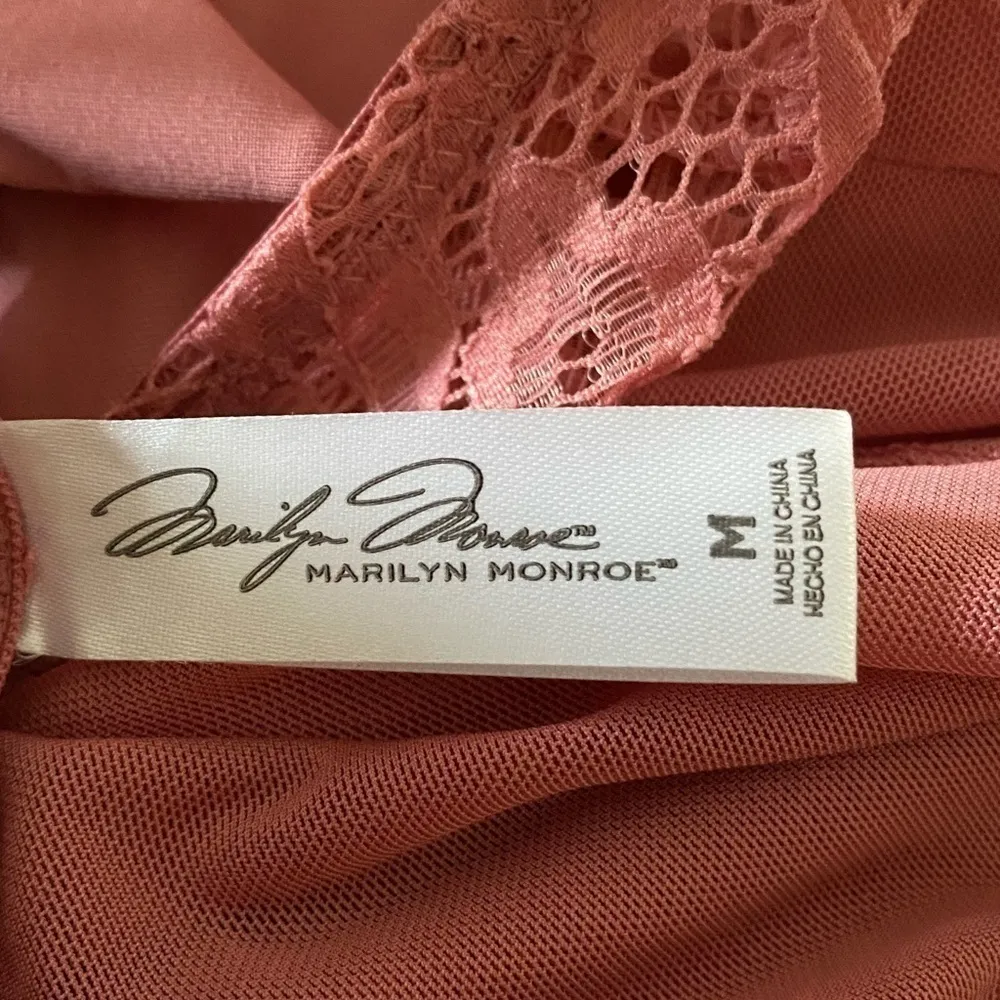 Marilyn Monroe™
MARILYN MONROE™
M
MADE IN CHINA
HECHO EN CHINA